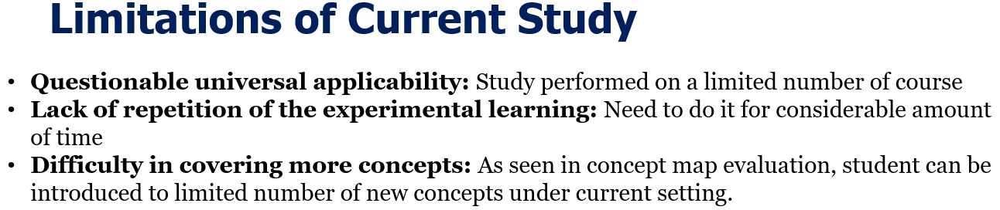 Limitations of Current Study
• Questionable universal applicability: Study performed on a limited number of course
• Lack of repetition of the experimental learning: Need to do it for considerable amount
of time
• Difficulty in covering more concepts: As seen in concept map evaluation, student can be
introduced to limited number of new concepts under current setting.